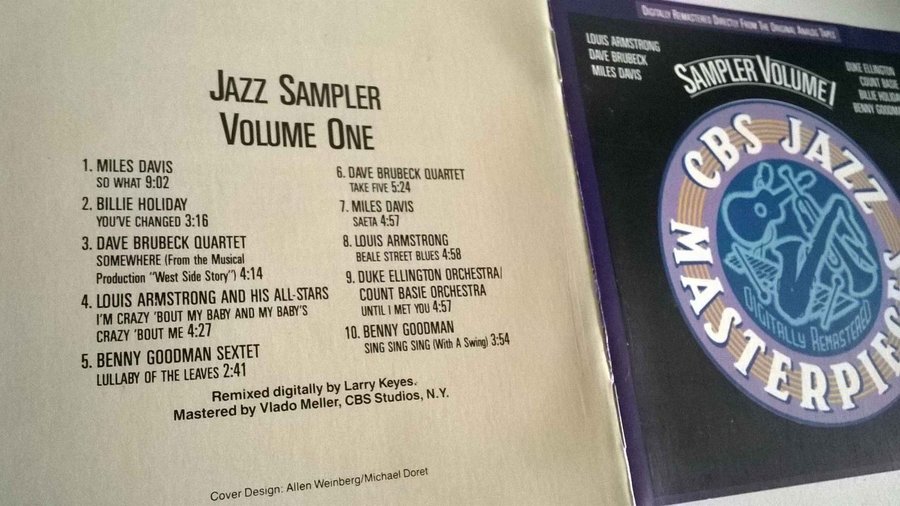 JAZZ SAMPLER
VOLUME ONE
1. MILES DAVIS
SO WHAT 9:02
2. BILLIE HOLIDAY
YOU'VE CHANGED 3:16
3. DAVE BRUBECK QUARTET
SOMEWHERE (From the Musical
Production "West Side Story") 4:14
4. LOUIS ARMSTRONG AND HIS ALL-STARS
I'M CRAZY 'BOUT MY BABY AND MY BABY'S
CRAZY 'BOUT ME 4:27
5. BENNY GOODMAN SEXTET
LULLABY OF THE LEAVES 2:41
6. DAVE BRUBECK QUARTET
TAKE FIVE 5:24
7. MILES DAVIS
SAETA 4:57
8. LOUIS ARMSTRONG
BEALE STREET BLUES 4:58
9. DUKE ELLINGTON ORCHESTRA/
COUNT BASIE ORCHESTRA
UNTIL I MET YOU 4:57
10. BENNY GOODMAN
SING SING SING (With A Swing) 3:54
Remixed digitally by Larry Keyes.
Mastered by Vlado Meller, CBS Studios, N.Y.
Cover Design: Allen Weinberg/Michael Doret
DIGITALLY REMASTERED DIRECTLY FROM THE ORIGINAL ANALOG TAPES
LOUIS ARMSTRONG
DAVE BRUBECK
MILES DAVIS
SAMPLER VOLUME I
DUKE ELLINGTON
COUNT BASIE
BILLIE HOLIDA
BENNY GOODMA
CBS JAZZ
MASTERPIE
DIGITALLY REMASTERED